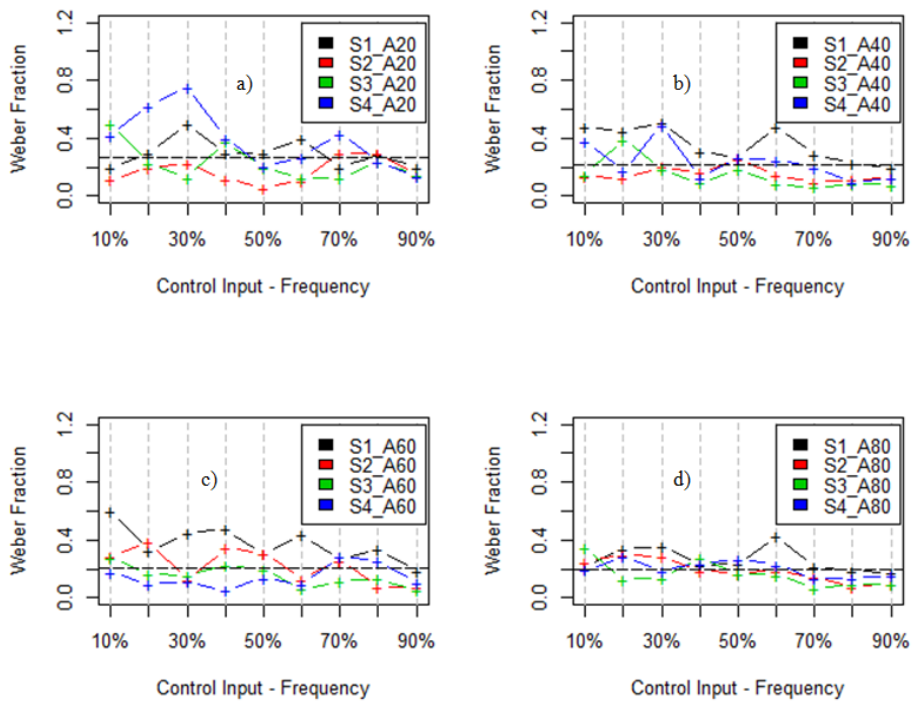 1.2
0.8
0.4
0.0
Weber Fraction
a)
S1_A20
S2_A20
S3_A20
S4_A20
10% 30% 50% 70% 90%
Control Input - Frequency
1.2
0.8
0.4
0.0
Weber Fraction
b)
S1_A40
S2_A40
S3_A40
S4_A40
10% 30% 50% 70% 90%
Control Input - Frequency
1.2
0.8
0.4
0.0
Weber Fraction
c)
S1_A60
S2_A60
S3_A60
S4_A60
10% 30% 50% 70% 90%
Control Input - Frequency
1.2
0.8
0.4
0.0
Weber Fraction
d)
S1_A80
S2_A80
S3_A80
S4_A80
10% 30% 50% 70% 90%
Control Input - Frequency